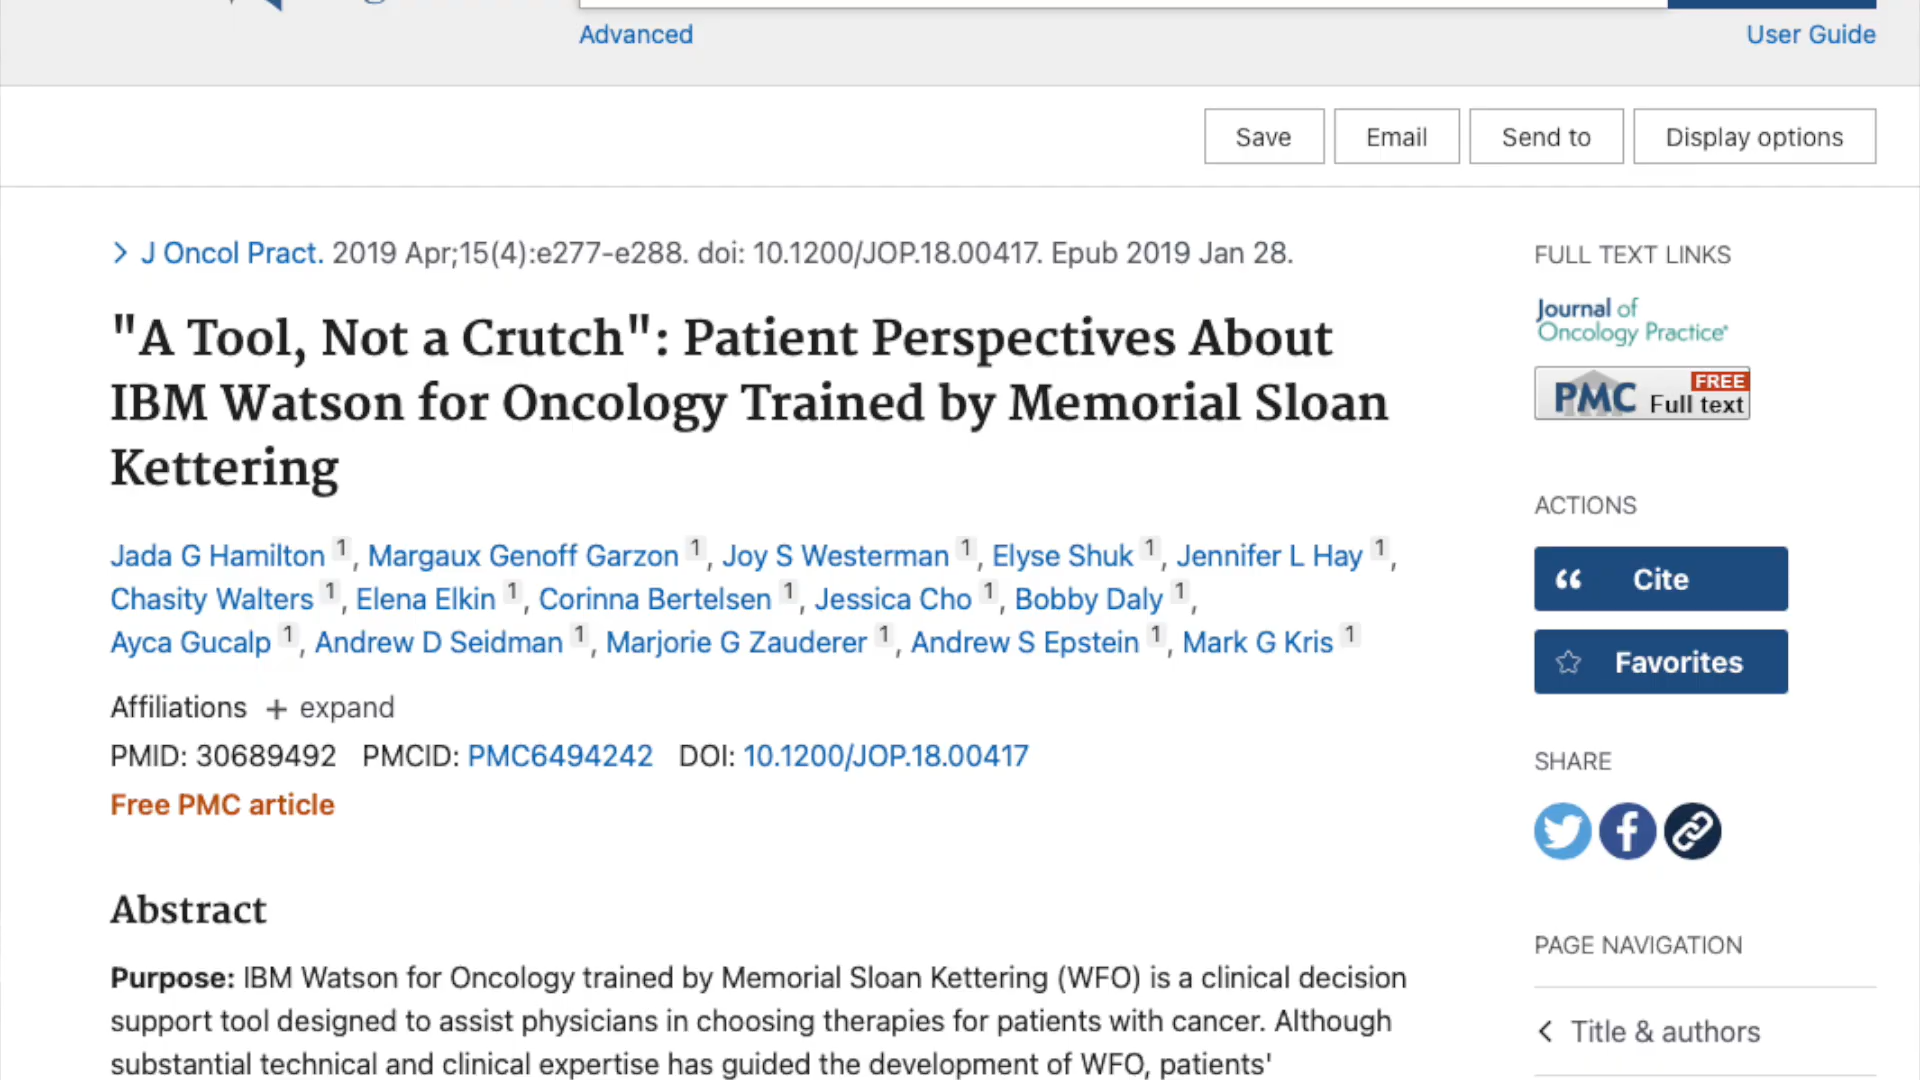 Advanced
User Guide
Save
Email
Send to
Display options
J Oncol Pract. 2019 Apr;15(4):e277-e288. doi: 10.1200/JOP.18.00417. Epub 2019 Jan 28.
"A Tool, Not a Crutch": Patient Perspectives About
IBM Watson for Oncology Trained by Memorial Sloan
Kettering
Jada G Hamilton 1, Margaux Genoff Garzon 1, Joy S Westerman 1, Elyse Shuk 1, Jennifer L Hay 1,
Chasity Walters 1, Elena Elkin 1, Corinna Bertelsen 1, Jessica Cho 1, Bobby Daly 1,
Ayca Gucalp 1, Andrew D Seidman 1, Marjorie G Zauderer 1, Andrew S Epstein 1, Mark G Kris 1
Affiliations + expand
PMID: 30689492 PMCID: PMC6494242 DOI: 10.1200/JOP.18.00417
Free PMC article
Abstract
Purpose: IBM Watson for Oncology trained by Memorial Sloan Kettering (WFO) is a clinical decision
support tool designed to assist physicians in choosing therapies for patients with cancer. Although
substantial technical and clinical expertise has guided the development of WFO, patients'
FULL TEXT LINKS
Journal of
Oncology Practice
PMC FREE
Full text
ACTIONS
Cite
Favorites
SHARE
PAGE NAVIGATION
Title & authors